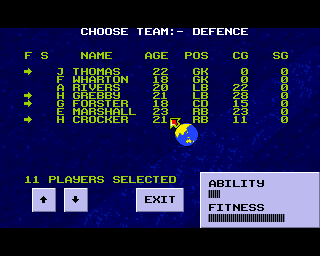 CHOOSE TEAM:- DEFENCE
F S NAME AGE POS CG SG
J THOMAS 22 GK 0 0
F WHARTON 18 GK 0 0
A RIVERS 20 LB 22 0
H GREBBY 21 LB 28 0
G FORSTER 18 CD 15 0
E MARSHALL 23 RB 23 0
H CROCKER 21 RB 11 0
11 PLAYERS SELECTED
EXIT
ABILITY
FITNESS